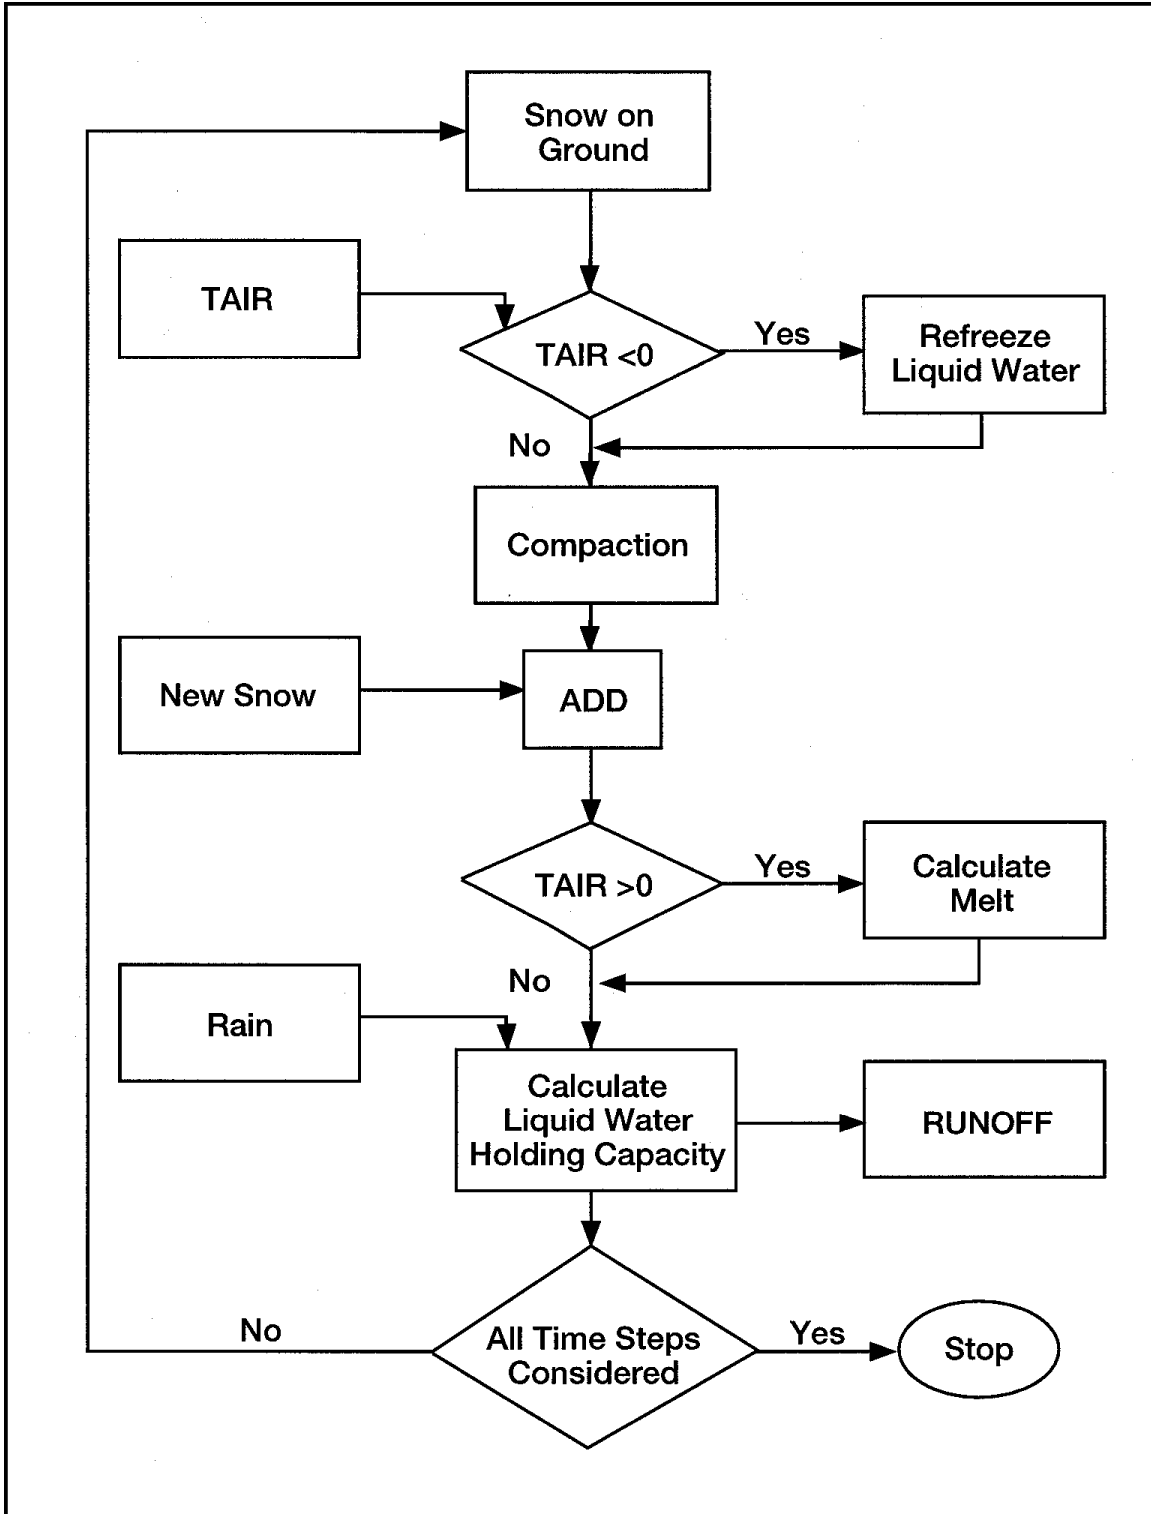 Snow on
Ground
TAIR
TAIR <0
Yes
Refreeze
Liquid Water
No
Compaction
New Snow
ADD
TAIR >0
Yes
Calculate
Melt
No
Rain
Calculate
Liquid Water
Holding Capacity
RUNOFF
No
All Time Steps
Considered
Yes
Stop